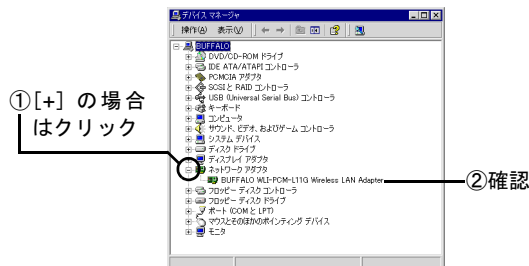 デバイス マネージャ
操作(A) 表示(V)
BUFFALO
DVD/CD-ROM ドライブ
IDE ATA/ATAPI コントローラ
PCMCIA アダプタ
SCSI と RAID コントローラ
USB (Universal Serial Bus) コントローラ
キーボード
コンピュータ
サウンド、ビデオ、およびゲーム コントローラ
システム デバイス
ディスク ドライブ
ディスプレイ アダプタ
ネットワーク アダプタ
BUFFALO WLI-PCM-L11G Wireless LAN Adapter
フロッピー ディスク コントローラ
フロッピー ディスク ドライブ
ポート (COM と LPT)
マウスとそのほかのポインティング デバイス
モニタ
①[+] の場合
はクリック
②確認